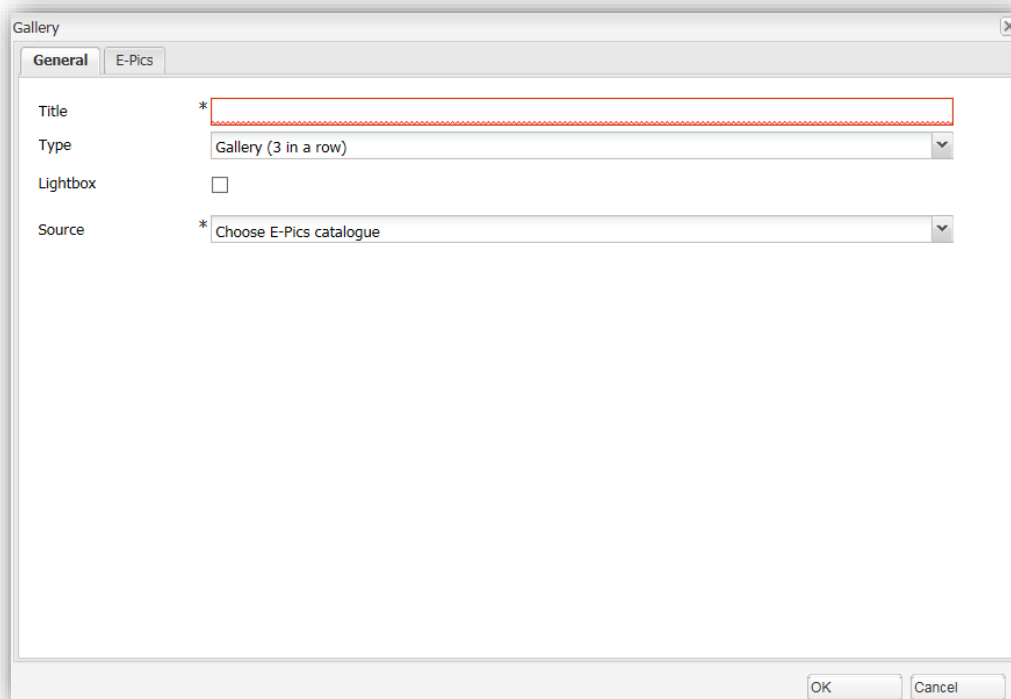 Gallery
General E-Pics
Title *
Type Gallery (3 in a row)
Lightbox
Source * Choose E-Pics catalogue
OK Cancel